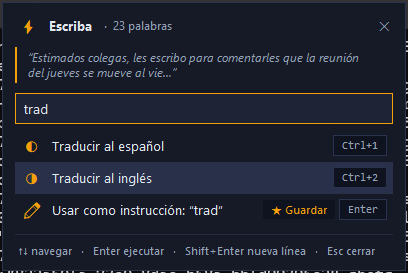 Escriba · 23 palabras
“Estimados colegas, les escribo para comentarles que la reunión
del jueves se mueve al vie...”
trad
Traducir al español Ctrl+1
Traducir al inglés Ctrl+2
Usar como instrucción: “trad” ★ Guardar Enter
↑↓ navegar · Enter ejecutar · Shift+Enter nueva línea · Esc cerrar